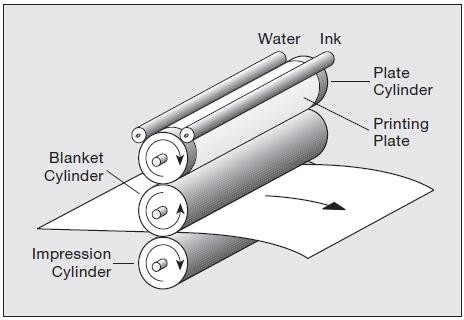 Water Ink
Plate
Cylinder
Printing
Plate
Blanket
Cylinder
Impression
Cylinder